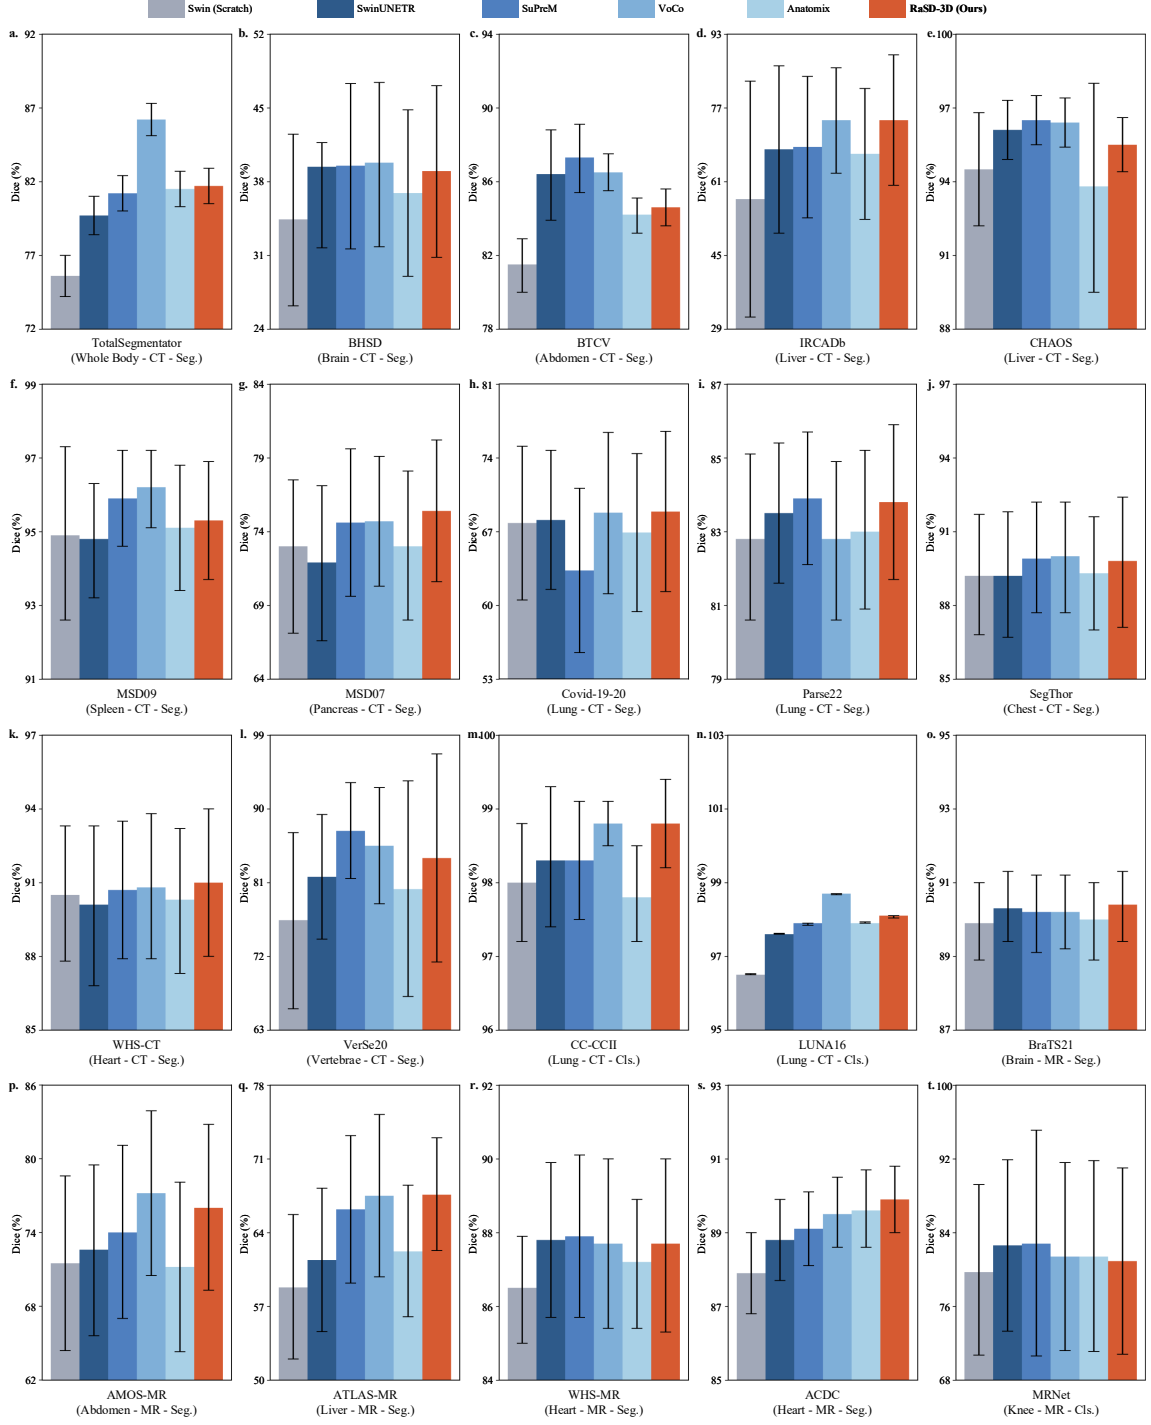 Swin (Scratch) SwinUNETR SuPreM VoCo Anatomix RaSD-3D (Ours)
a. 92 87 82 77 72 Dice (%)
TotalSegmentator
(Whole Body - CT - Seg.)
b. 52 45 38 31 24 Dice (%)
BHSD
(Brain - CT - Seg.)
c. 94 90 86 82 78 Dice (%)
BTCV
(Abdomen - CT - Seg.)
d. 93 77 61 45 29 Dice (%)
IRCADb
(Liver - CT - Seg.)
e. 100 97 94 91 88 Dice (%)
CHAOS
(Liver - CT - Seg.)
f. 99 97 95 93 91 Dice (%)
MSD09
(Spleen - CT - Seg.)
g. 84 79 74 69 64 Dice (%)
MSD07
(Pancreas - CT - Seg.)
h. 81 74 67 60 53 Dice (%)
Covid-19-20
(Lung - CT - Seg.)
i. 87 85 83 81 79 Dice (%)
Parse22
(Lung - CT - Seg.)
j. 97 94 91 88 85 Dice (%)
SegThor
(Chest - CT - Seg.)
k. 97 94 91 88 85 Dice (%)
WHS-CT
(Heart - CT - Seg.)
l. 99 90 81 72 63 Dice (%)
VerSe20
(Vertebrae - CT - Seg.)
m. 100 99 98 97 96 Dice (%)
CC-CCII
(Lung - CT - Cls.)
n. 103 101 99 97 95 Dice (%)
LUNA16
(Lung - CT - Cls.)
o. 95 93 91 89 87 Dice (%)
BraTS21
(Brain - MR - Seg.)
p. 86 80 74 68 62 Dice (%)
AMOS-MR
(Abdomen - MR - Seg.)
q. 78 71 64 57 50 Dice (%)
ATLAS-MR
(Liver - MR - Seg.)
r. 92 90 88 86 84 Dice (%)
WHS-MR
(Heart - MR - Seg.)
s. 93 91 89 87 85 Dice (%)
ACDC
(Heart - MR - Seg.)
t. 100 92 84 76 68 Dice (%)
MRNet
(Knee - MR - Cls.)